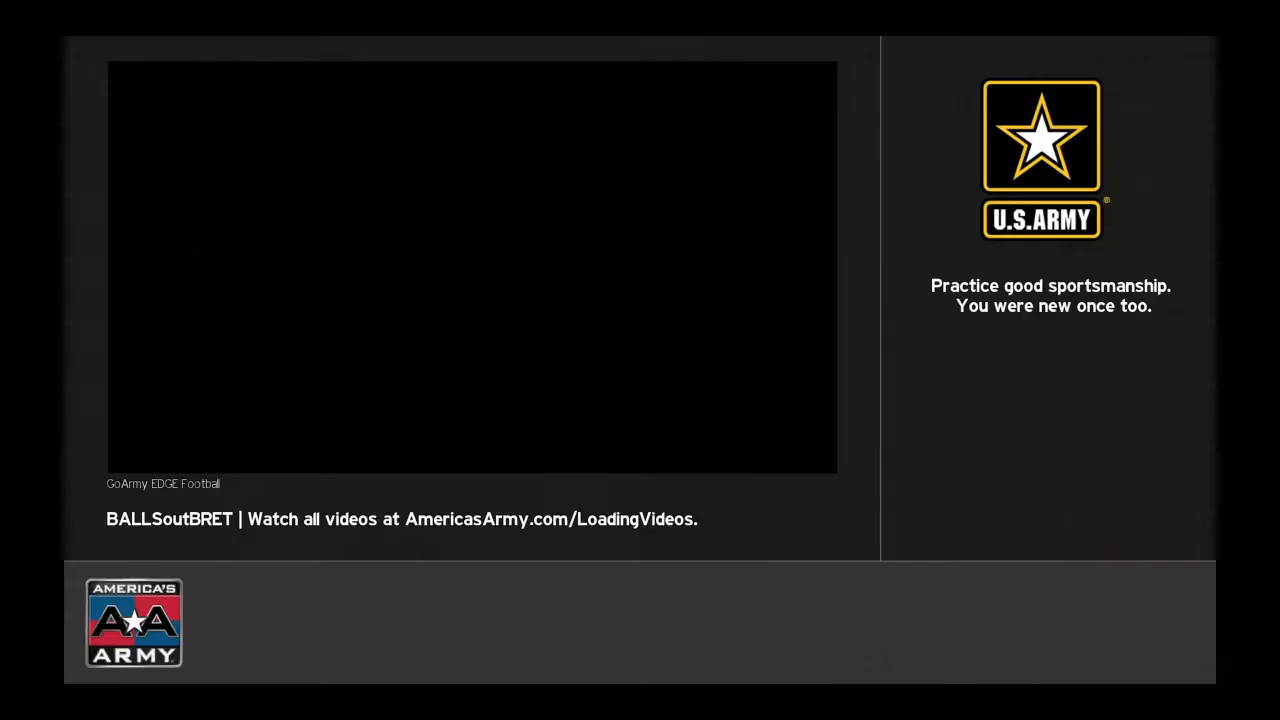 U.S.ARMY
®
Practice good sportsmanship.
You were new once too.
GoArmy EDGE Football
BALLSoutBRET | Watch all videos at AmericasArmy.com/LoadingVideos.
AMERICA'S
AA
ARMY